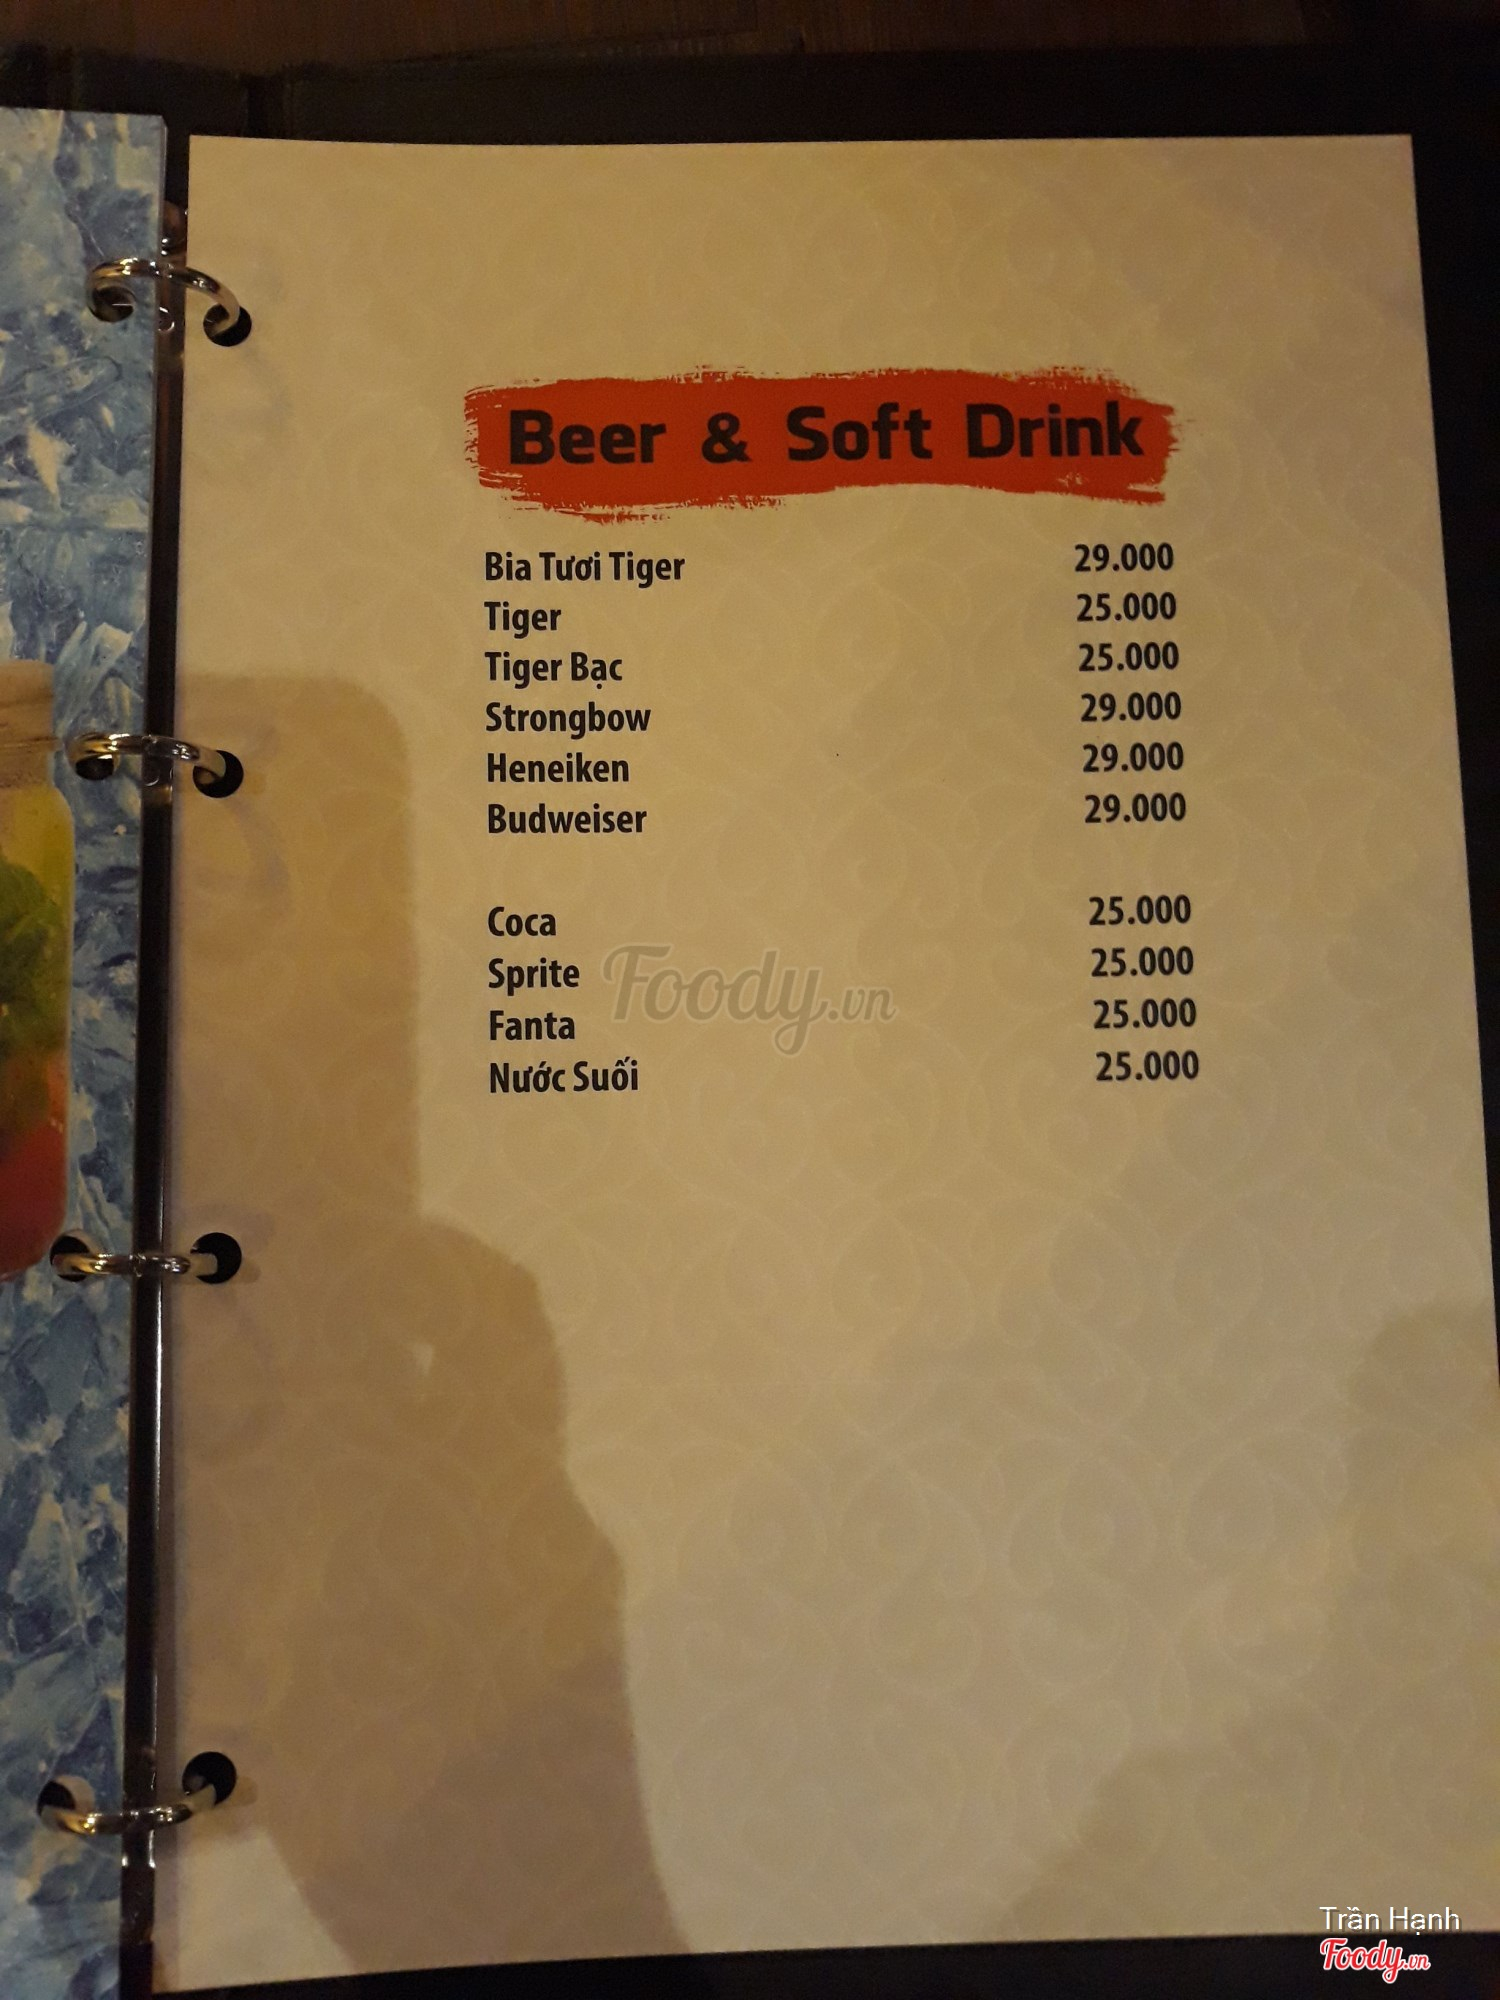 Beer & Soft Drink
Bia Tươi Tiger 29.000
Tiger 25.000
Tiger Bạc 25.000
Strongbow 29.000
Heneiken 29.000
Budweiser 29.000
Coca 25.000
Sprite 25.000
Foody.vn
Fanta 25.000
Nước Suối 25.000
Trần Hạnh
Foody.vn